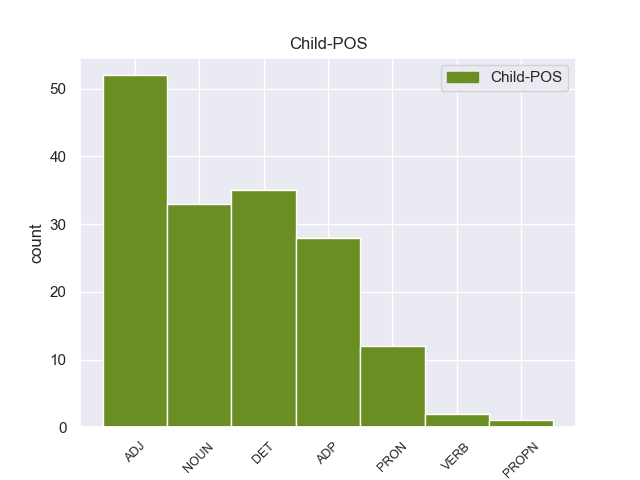 Child-POS
Child-POS
50
40
30
20
10
0
count
ADJ
NOUN
DET
ADP
PRON
VERB
PROPN